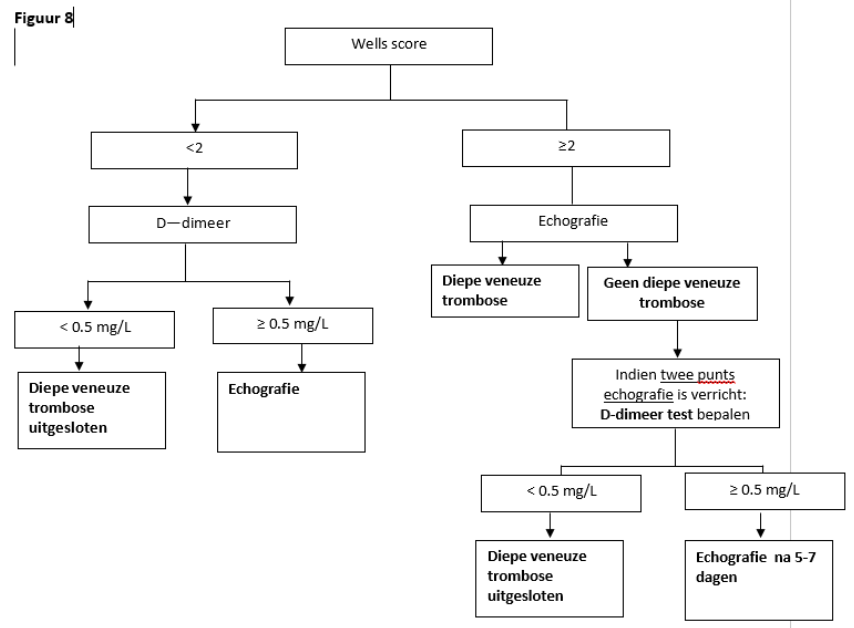 Figuur 8
Wells score
<2
≥2
D—dimeer
Echografie
Diepe veneuze
trombose
Geen diepe veneuze
trombose
< 0.5 mg/L
≥ 0.5 mg/L
Diepe veneuze
trombose
uitgesloten
Echografie
Indien twee punts
echografie is verricht:
D-dimeer test bepalen
< 0.5 mg/L
≥ 0.5 mg/L
Diepe veneuze
trombose
uitgesloten
Echografie na 5-7
dagen